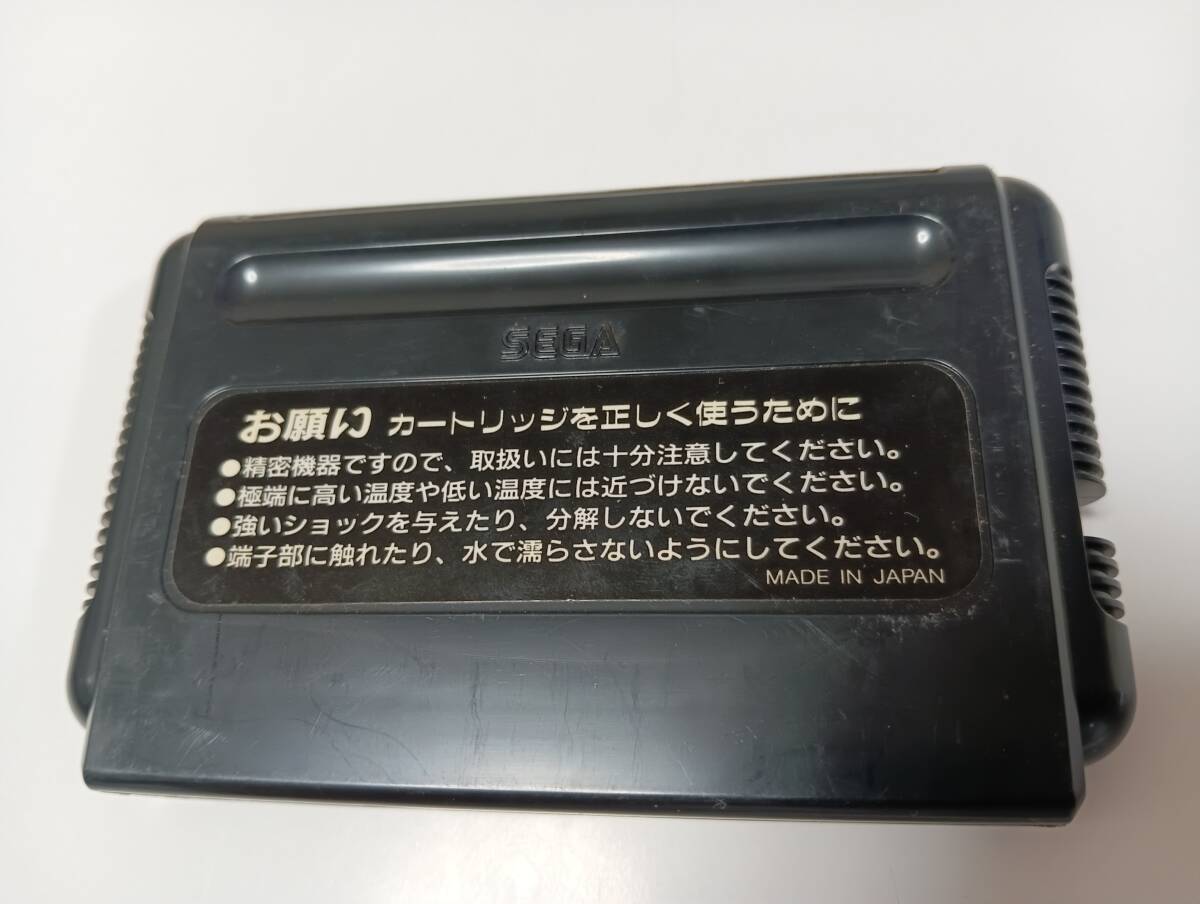 SEGA
お願い カートリッジを正しく使うために
●精密機器ですので、取扱いには十分注意してください。
●極端に高い温度や低い温度には近づけないでください。
●強いショックを与えたり、分解しないでください。
●端子部に触れたり、水で濡らさないようにしてください。
MADE IN JAPAN